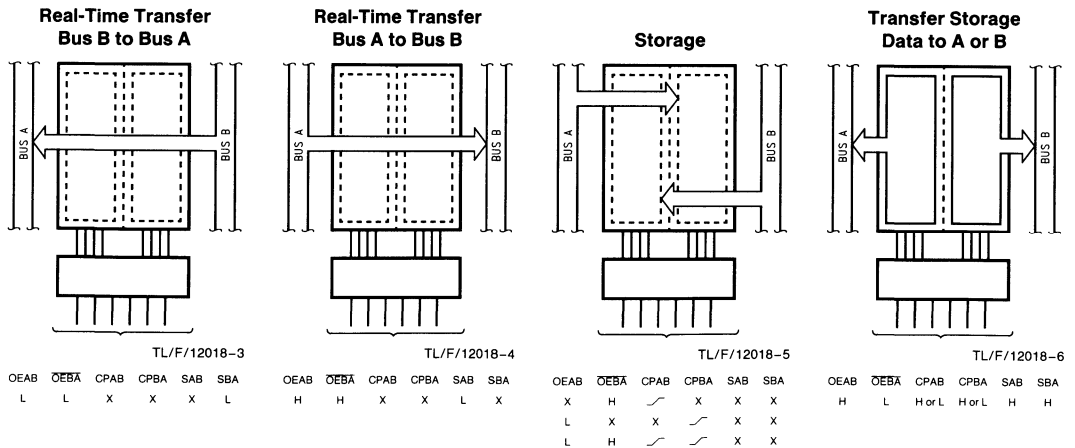 Real-Time Transfer
Bus B to Bus A
BUS A
BUS B
TL/F/12018–3
OEAB OEBA CPAB CPBA SAB SBA
L L X X X L
Real-Time Transfer
Bus A to Bus B
BUS A
BUS B
TL/F/12018–4
OEAB OEBA CPAB CPBA SAB SBA
H H X X L X
Storage
BUS A
BUS B
TL/F/12018–5
OEAB OEBA CPAB CPBA SAB SBA
X H X X X
L X X X X
L H X X
Transfer Storage
Data to A or B
BUS A
BUS B
TL/F/12018–6
OEAB OEBA CPAB CPBA SAB SBA
H L H or L H or L H H